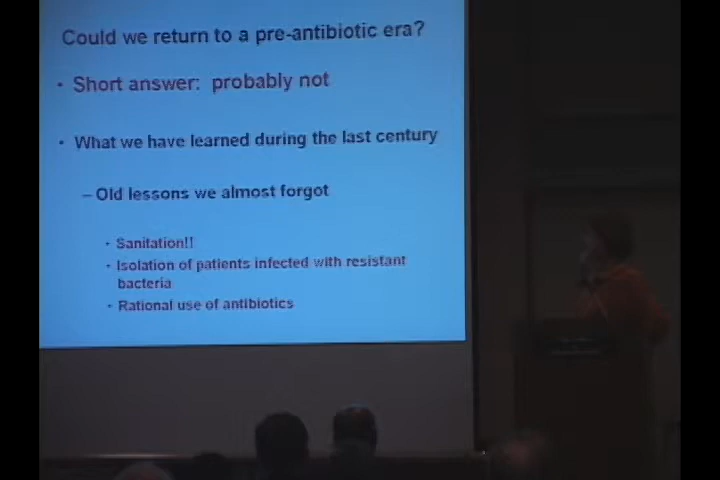 Could we return to a pre-antibiotic era?
• Short answer: probably not
• What we have learned during the last century
– Old lessons we almost forgot
• Sanitation!!
• Isolation of patients infected with resistant
bacteria
• Rational use of antibiotics